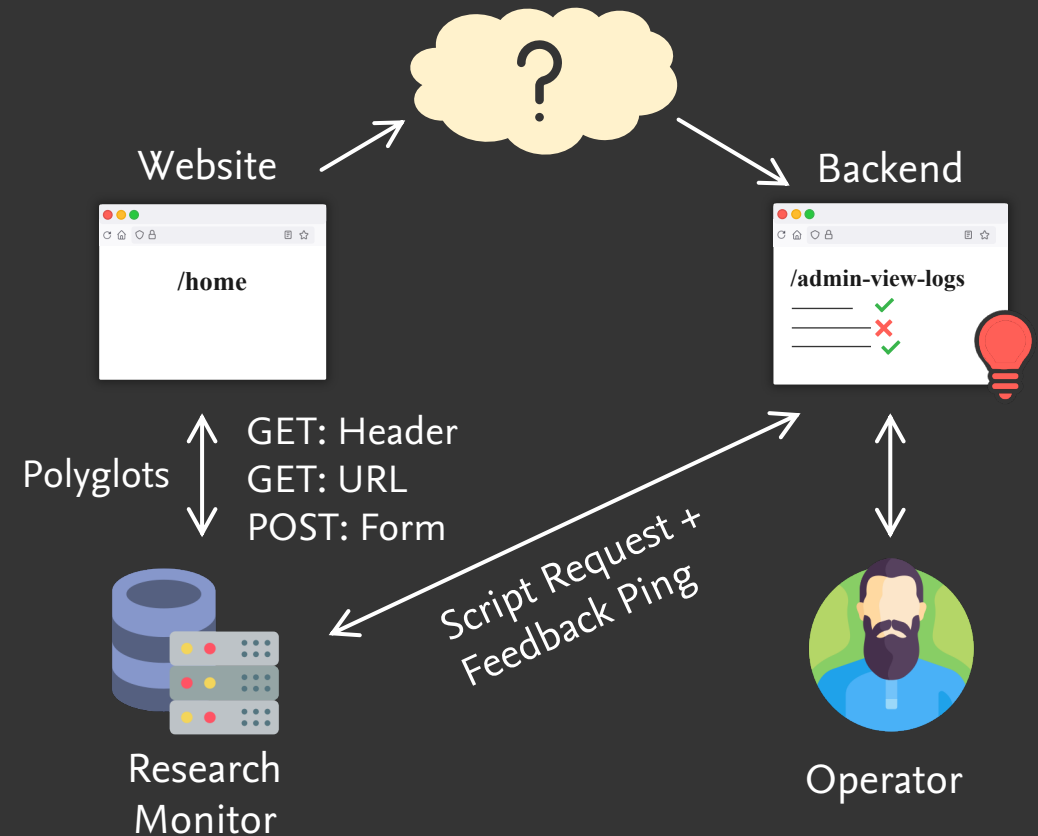 ?
Website
Backend
/home
/admin-view-logs
Polyglots
GET: Header
GET: URL
POST: Form
Script Request +
Feedback Ping
Research
Monitor
Operator